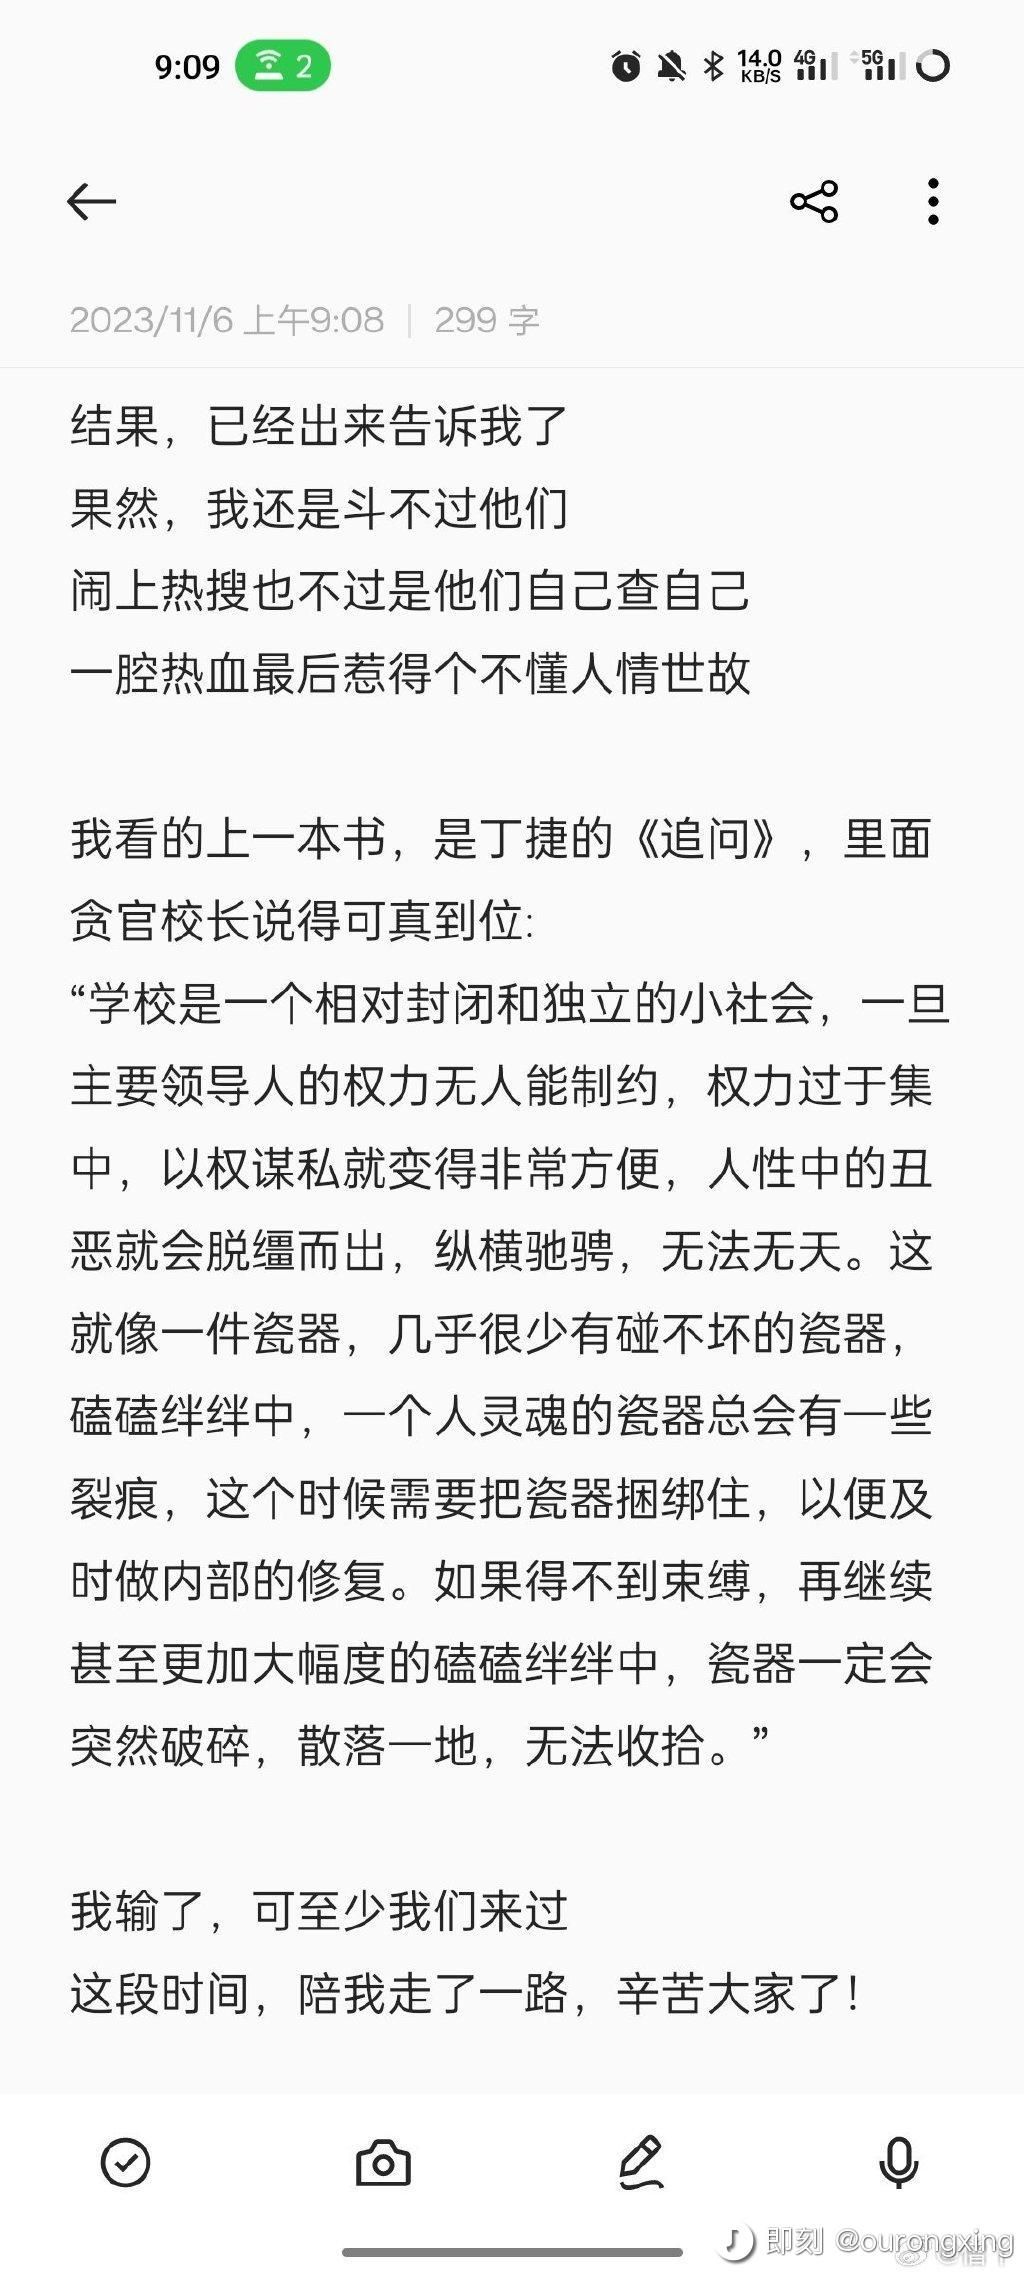 9:09 2 14.0 KB/S 4G 5G
2023/11/6 上午9:08 | 299 字
结果，已经出来告诉我了
果然，我还是斗不过他们
闹上热搜也不过是他们自己查自己
一腔热血最后惹得个不懂人情世故
我看的上一本书，是丁捷的《追问》，里面
贪官校长说得可真到位:
“学校是一个相对封闭和独立的小社会，一旦
主要领导人的权力无人能制约，权力过于集
中，以权谋私就变得非常方便，人性中的丑
恶就会脱缰而出，纵横驰骋，无法无天。这
就像一件瓷器，几乎很少有碰不坏的瓷器，
磕磕绊绊中，一个人灵魂的瓷器总会有一些
裂痕，这个时候需要把瓷器捆绑住，以便及
时做内部的修复。如果得不到束缚，再继续
甚至更加大幅度的磕磕绊绊中，瓷器一定会
突然破碎，散落一地，无法收拾。”
我输了，可至少我们来过
这段时间，陪我走了一路，辛苦大家了！
即刻 @ourongxing